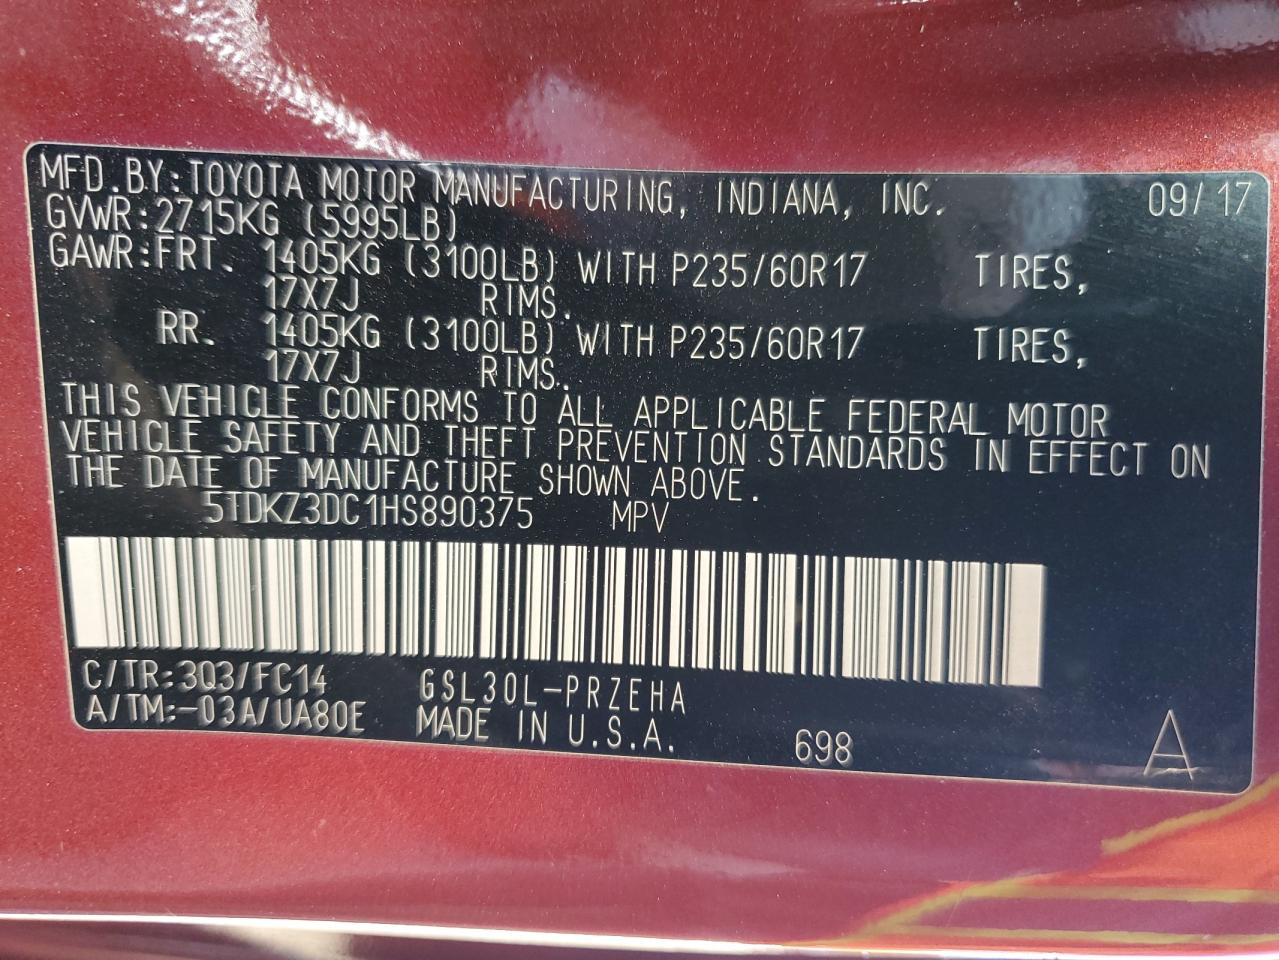 MFD.BY:TOYOTA MOTOR MANUFACTURING, INDIANA, INC. 09/17
GVWR:2715KG (5995LB)
GAWR:FRT. 1405KG (3100LB) WITH P235/60R17 TIRES,
17X7J RIMS.
RR. 1405KG (3100LB) WITH P235/60R17 TIRES,
17X7J RIMS.
THIS VEHICLE CONFORMS TO ALL APPLICABLE FEDERAL MOTOR
VEHICLE SAFETY AND THEFT PREVENTION STANDARDS IN EFFECT ON
THE DATE OF MANUFACTURE SHOWN ABOVE.
5TDKZ3DC1HS890375 MPV
C/TR:3Q3/FC14 GSL30L-PRZEHA
A/TM:-03A/UA80E MADE IN U.S.A. 698 A